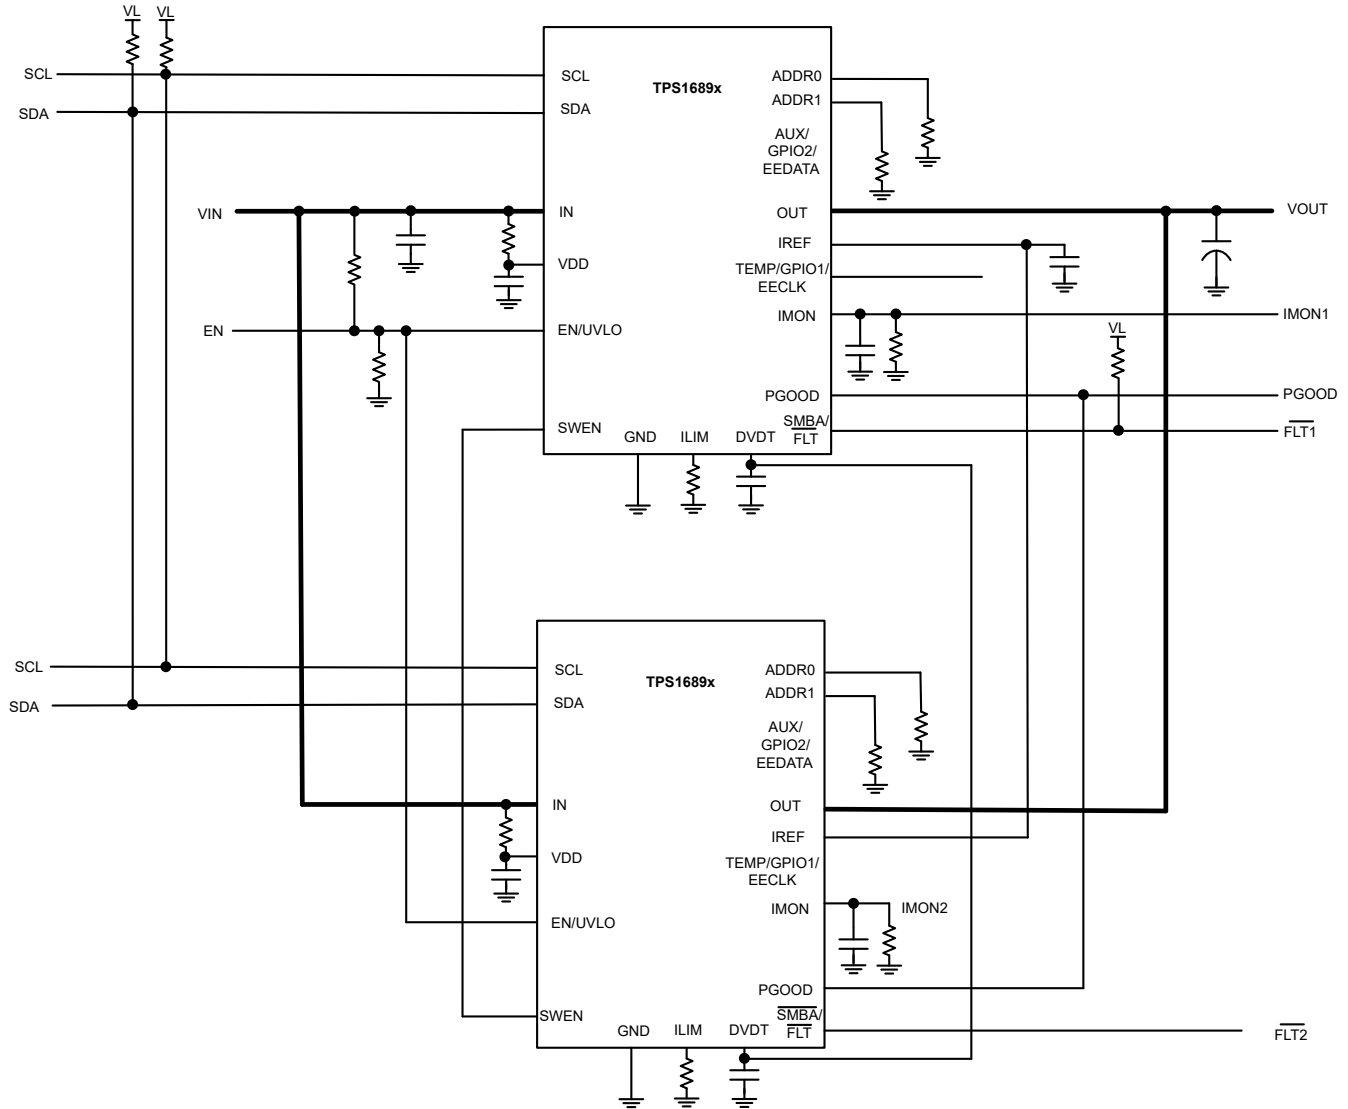 VL VL
SCL
SDA
VIN
EN
SCL
SDA
IN
VDD
EN/UVLO
SWEN
TPS1689x
GND ILIM DVDT
ADDR0
ADDR1
AUX/
GPIO2/
EEDATA
OUT
IREF
TEMP/GPIO1/
EECLK
IMON
PGOOD
SMBA/
FLT
VOUT
IMON1
VL
PGOOD
FLT1
SCL
SDA
SCL
SDA
IN
VDD
EN/UVLO
SWEN
TPS1689x
GND ILIM DVDT
ADDR0
ADDR1
AUX/
GPIO2/
EEDATA
OUT
IREF
TEMP/GPIO1/
EECLK
IMON
PGOOD
SMBA/
FLT
IMON2
FLT2